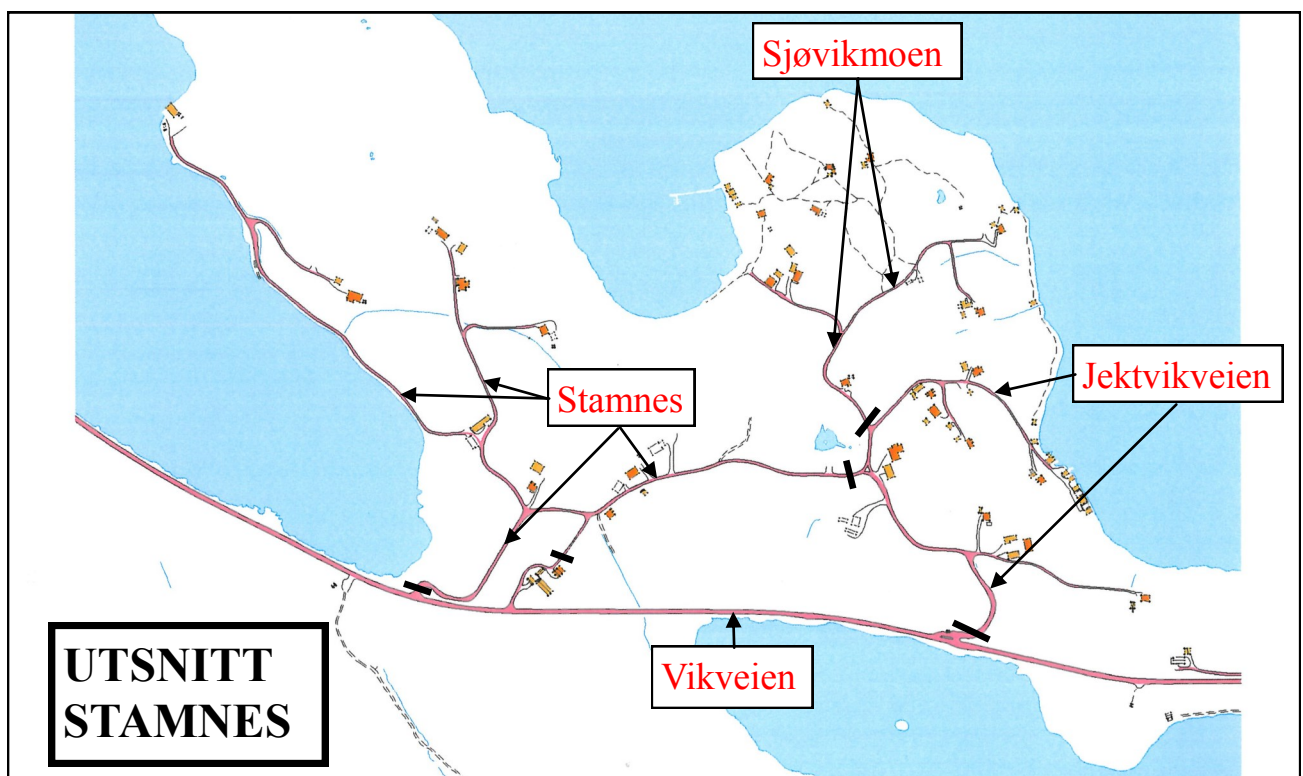 Sjøvikmoen
Jektvikveien
Stamnes
Vikveien
UTSNITT
STAMNES